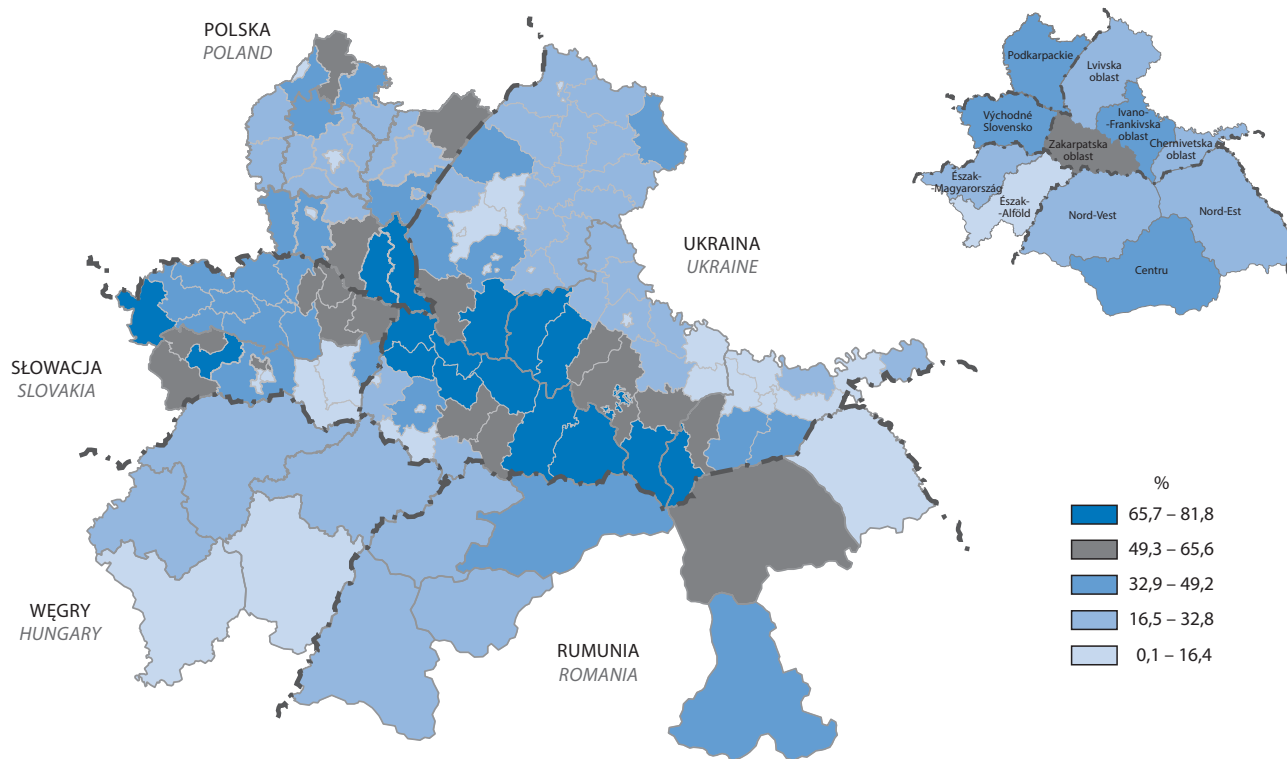 POLSKA
POLAND
UKRAINA
UKRAINE
SŁOWACJA
SLOVAKIA
WĘGRY
HUNGARY
RUMUNIA
ROMANIA
Podkarpackie
Lvivska
oblast
Východné
Slovensko
Ivano-
-Frankivska
oblast
Zakarpatska
oblast
Chernivetska
oblast
Észak-
-Magyarország
Észak-
-Alföld
Nord-Vest
Nord-Est
Centru
%
65,7 – 81,8
49,3 – 65,6
32,9 – 49,2
16,5 – 32,8
0,1 – 16,4